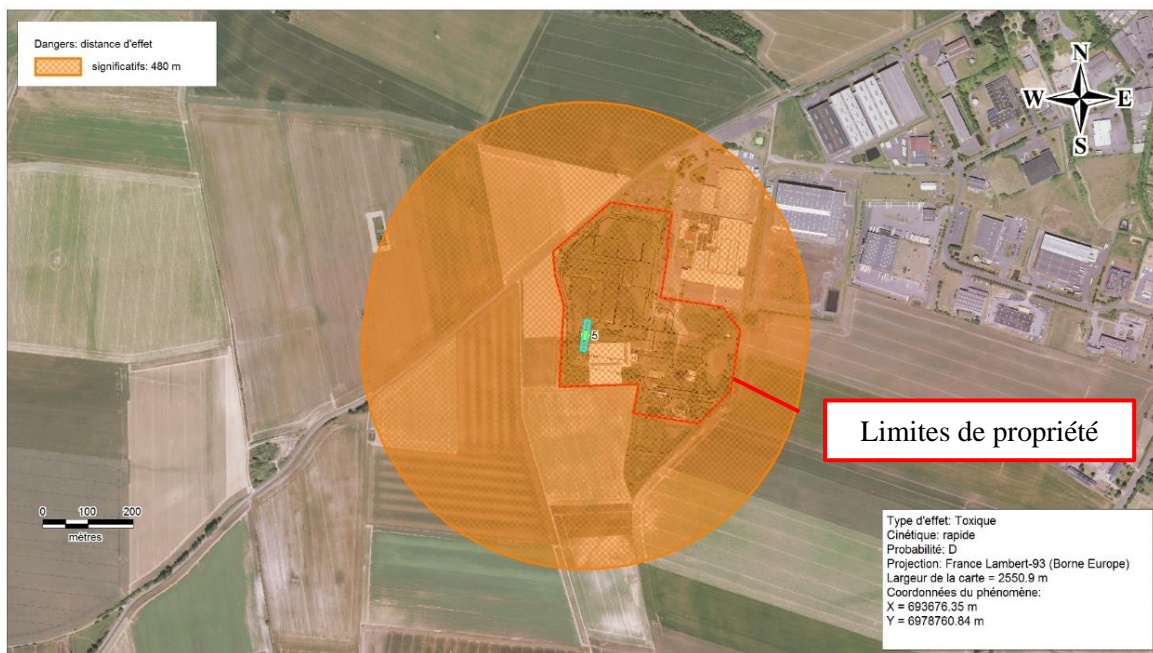 Dangers: distance d'effet
significatifs: 480 m
N
W E
S
5
Limites de propriété
0 100 200
mètres
Type d'effet: Toxique
Cinétique: rapide
Probabilité: D
Projection: France Lambert-93 (Borne Europe)
Largeur de la carte = 2550.9 m
Coordonnées du phénomène:
X = 693676.35 m
Y = 6978760.84 m